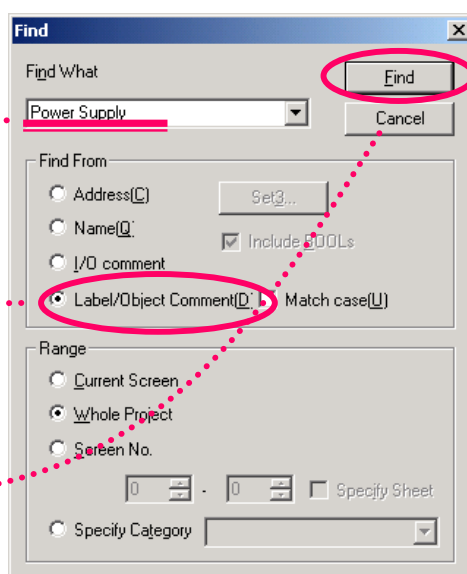 Find
Find What
Find
Power Supply
Cancel
Find From
Address(C)
Set3...
Name(Q
Include BOOLs
I/O comment
Label/Object Comment(D
Match case(U)
Range
Current Screen
Whole Project
Screen No.
0 - 0 Specify Sheet
Specify Category